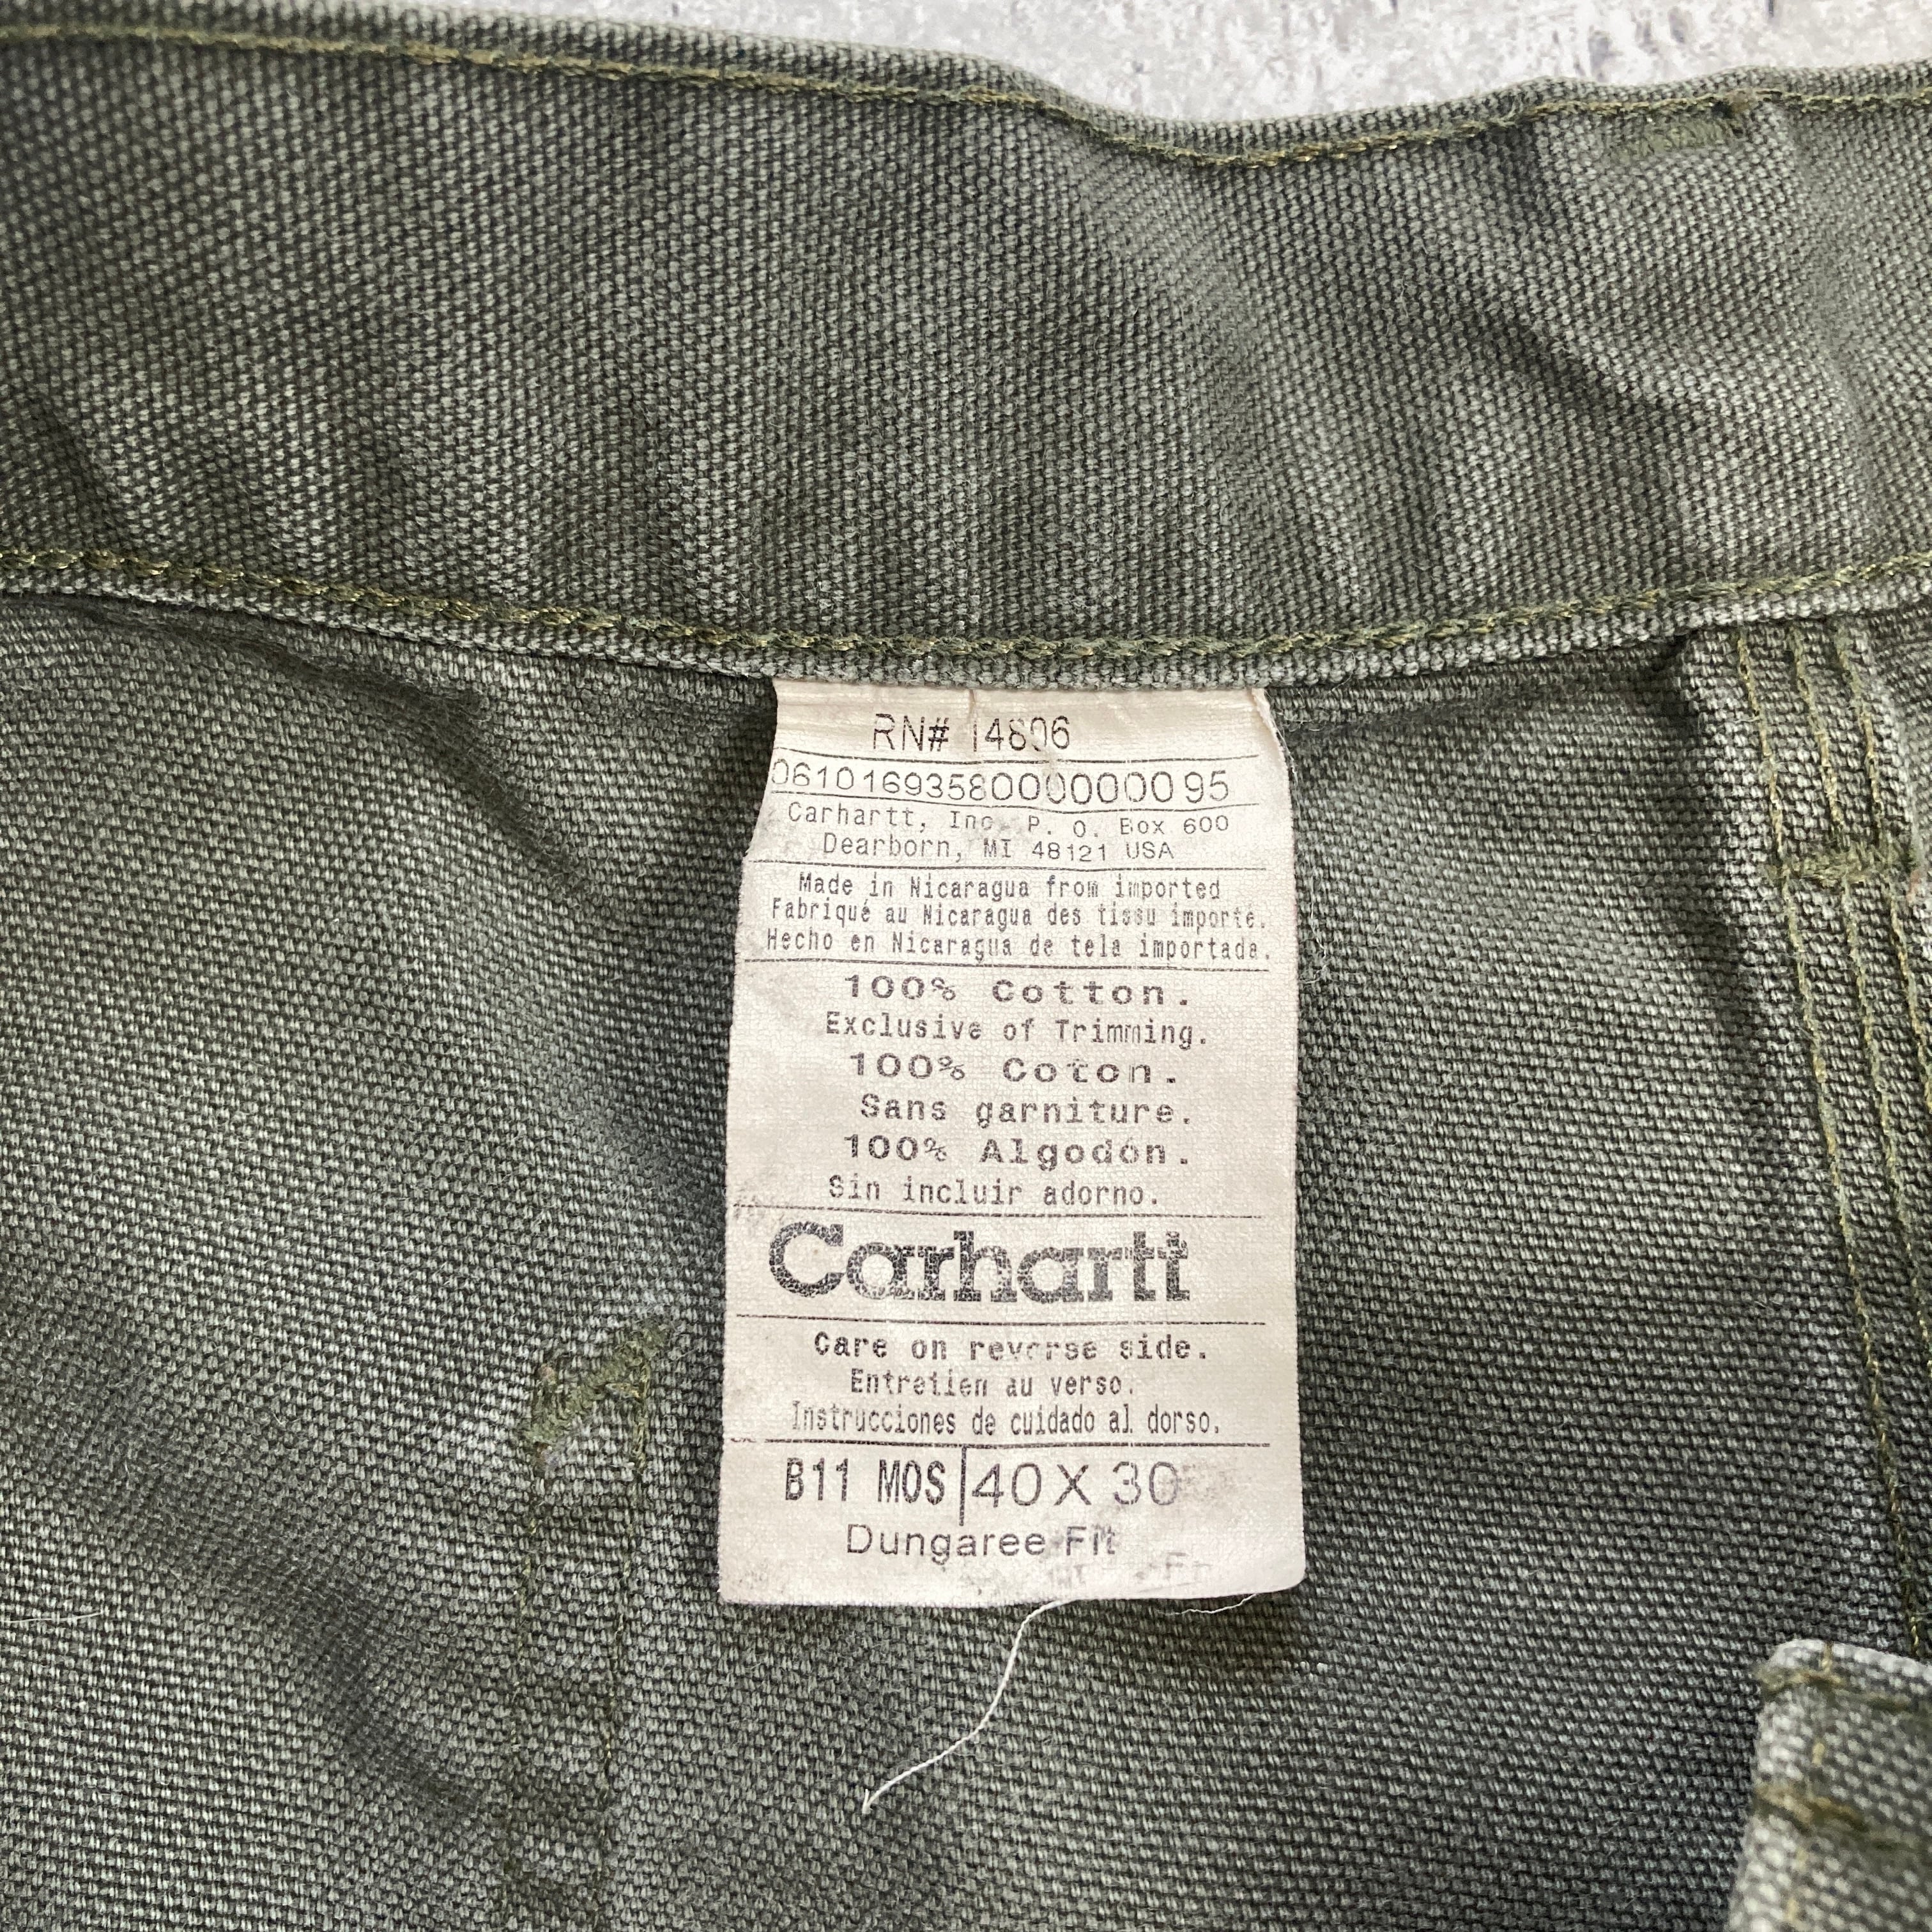 RN# 14806
0610169358000000095
Carhartt, Inc. P. O. Box 600
Dearborn, MI 48121 USA
Made in Nicaragua from imported
Fabriqué au Nicaragua des tissu importé.
Hecho en Nicaragua de tela importada.
100% Cotton.
Exclusive of Trimming.
100% Coton.
Sans garniture.
100% Algodón.
Sin incluir adorno.
Carhartt
Care on reverse side.
Entretien au verso.
Instrucciones de cuidado al dorso.
B11 MOS 40 X 30
Dungaree Fit